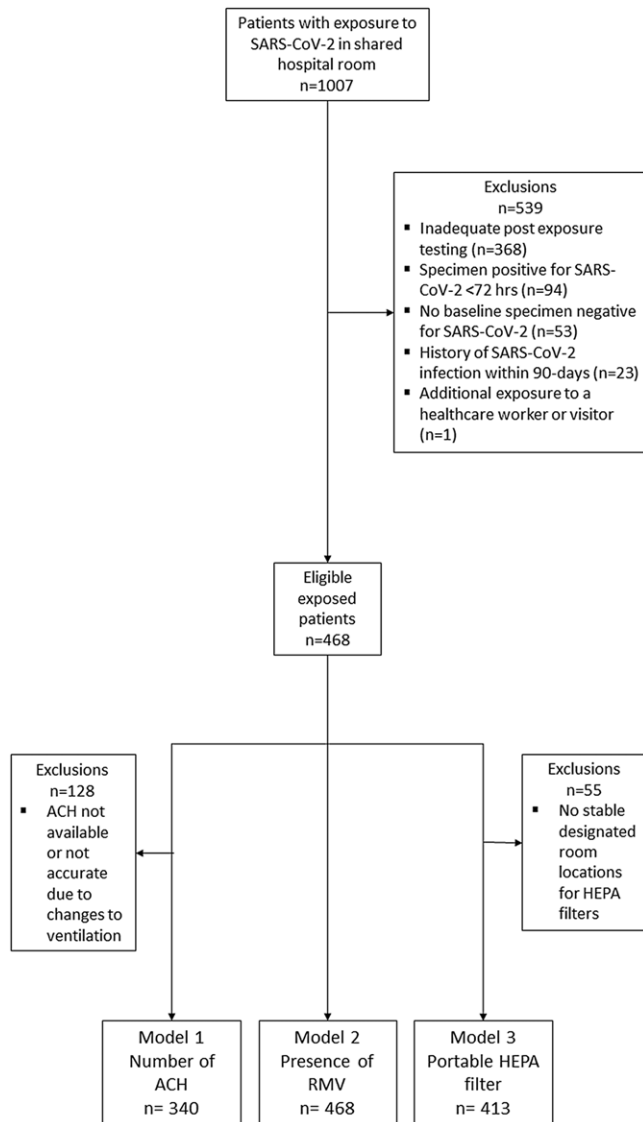 Patients with exposure to
SARS-CoV-2 in shared
hospital room
n=1007
Exclusions
n=539
▪ Inadequate post exposure
testing (n=368)
▪ Specimen positive for SARS-
CoV-2 <72 hrs (n=94)
▪ No baseline specimen negative
for SARS-CoV-2 (n=53)
▪ History of SARS-CoV-2
infection within 90-days (n=23)
▪ Additional exposure to a
healthcare worker or visitor
(n=1)
Eligible
exposed
patients
n=468
Exclusions
n=128
▪ ACH not
available
or not
accurate
due to
changes to
ventilation
Exclusions
n=55
▪ No stable
designated
room
locations
for HEPA
filters
Model 1
Number of
ACH
n= 340
Model 2
Presence of
RMV
n= 468
Model 3
Portable HEPA
filter
n= 413